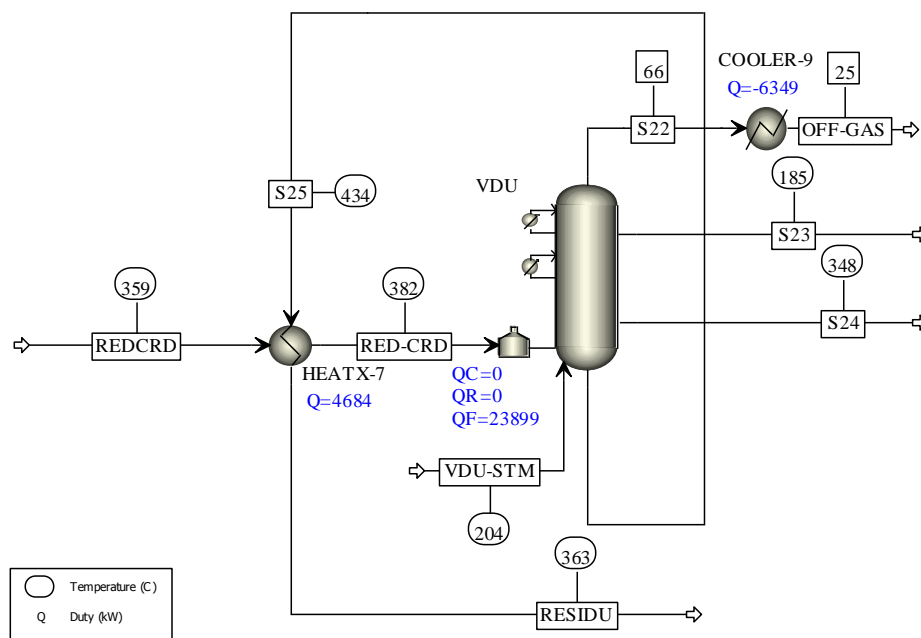 COOLER-9
Q=-6349
66
25
S22
OFF-GAS
185
VDU
S25
434
S23
348
359
382
S24
REDCRD
RED-CRD
HEATX-7
Q=4684
QC=0
QR=0
QF=23899
VDU-STM
204
363
RESIDU
Temperature (C)
Q Duty (kW)